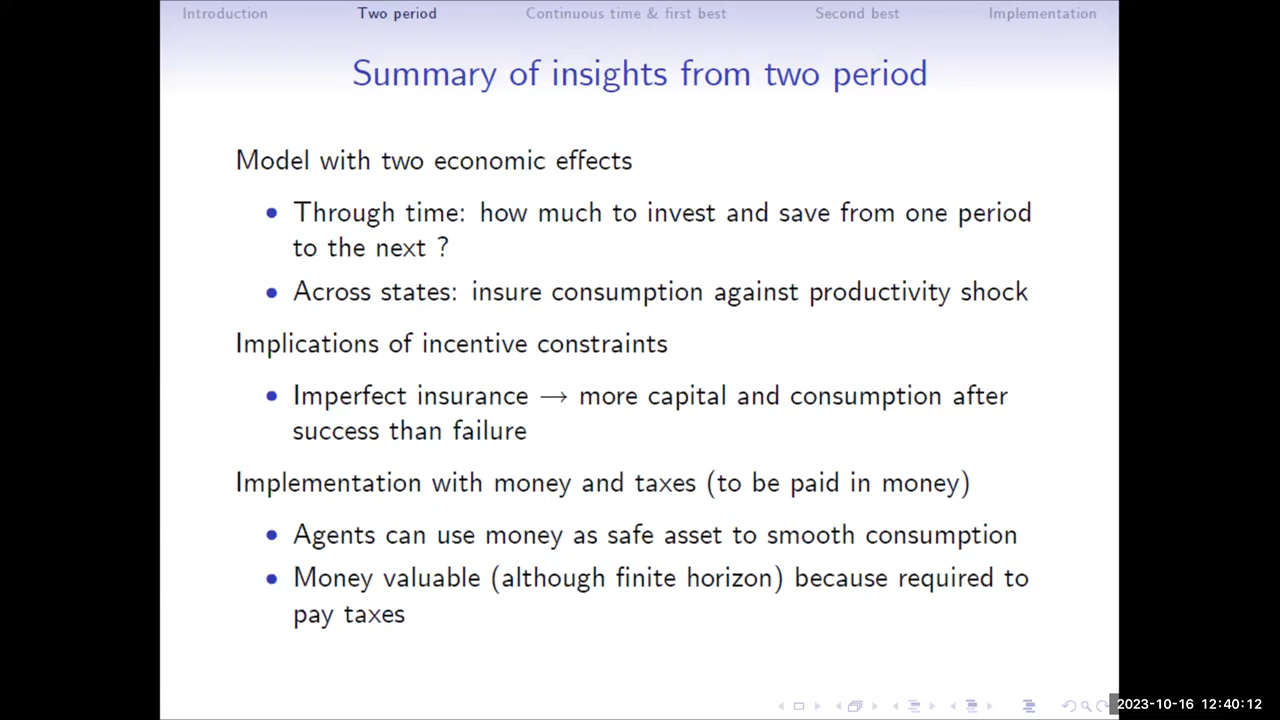 Introduction Two period Continuous time & first best Second best Implementation
Summary of insights from two period
Model with two economic effects
• Through time: how much to invest and save from one period
to the next ?
• Across states: insure consumption against productivity shock
Implications of incentive constraints
• Imperfect insurance → more capital and consumption after
success than failure
Implementation with money and taxes (to be paid in money)
• Agents can use money as safe asset to smooth consumption
• Money valuable (although finite horizon) because required to
pay taxes
2023-10-16 12:40:12